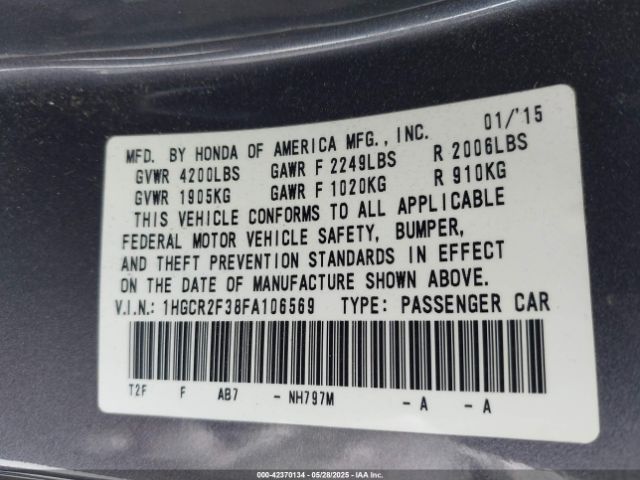 MFD. BY HONDA OF AMERICA MFG., INC. 01/'15
GVWR 4200LBS GAWR F 2249LBS R 2006LBS
GVWR 1905KG GAWR F 1020KG R 910KG
THIS VEHICLE CONFORMS TO ALL APPLICABLE
FEDERAL MOTOR VEHICLE SAFETY, BUMPER,
AND THEFT PREVENTION STANDARDS IN EFFECT
ON THE DATE OF MANUFACTURE SHOWN ABOVE.
V.I.N.: 1HGCR2F38FA106569 TYPE: PASSENGER CAR
T2F F AB7 - NH797M - A - A
000-42370134 | 05/28/2025 | © IAA Holdings, LLC